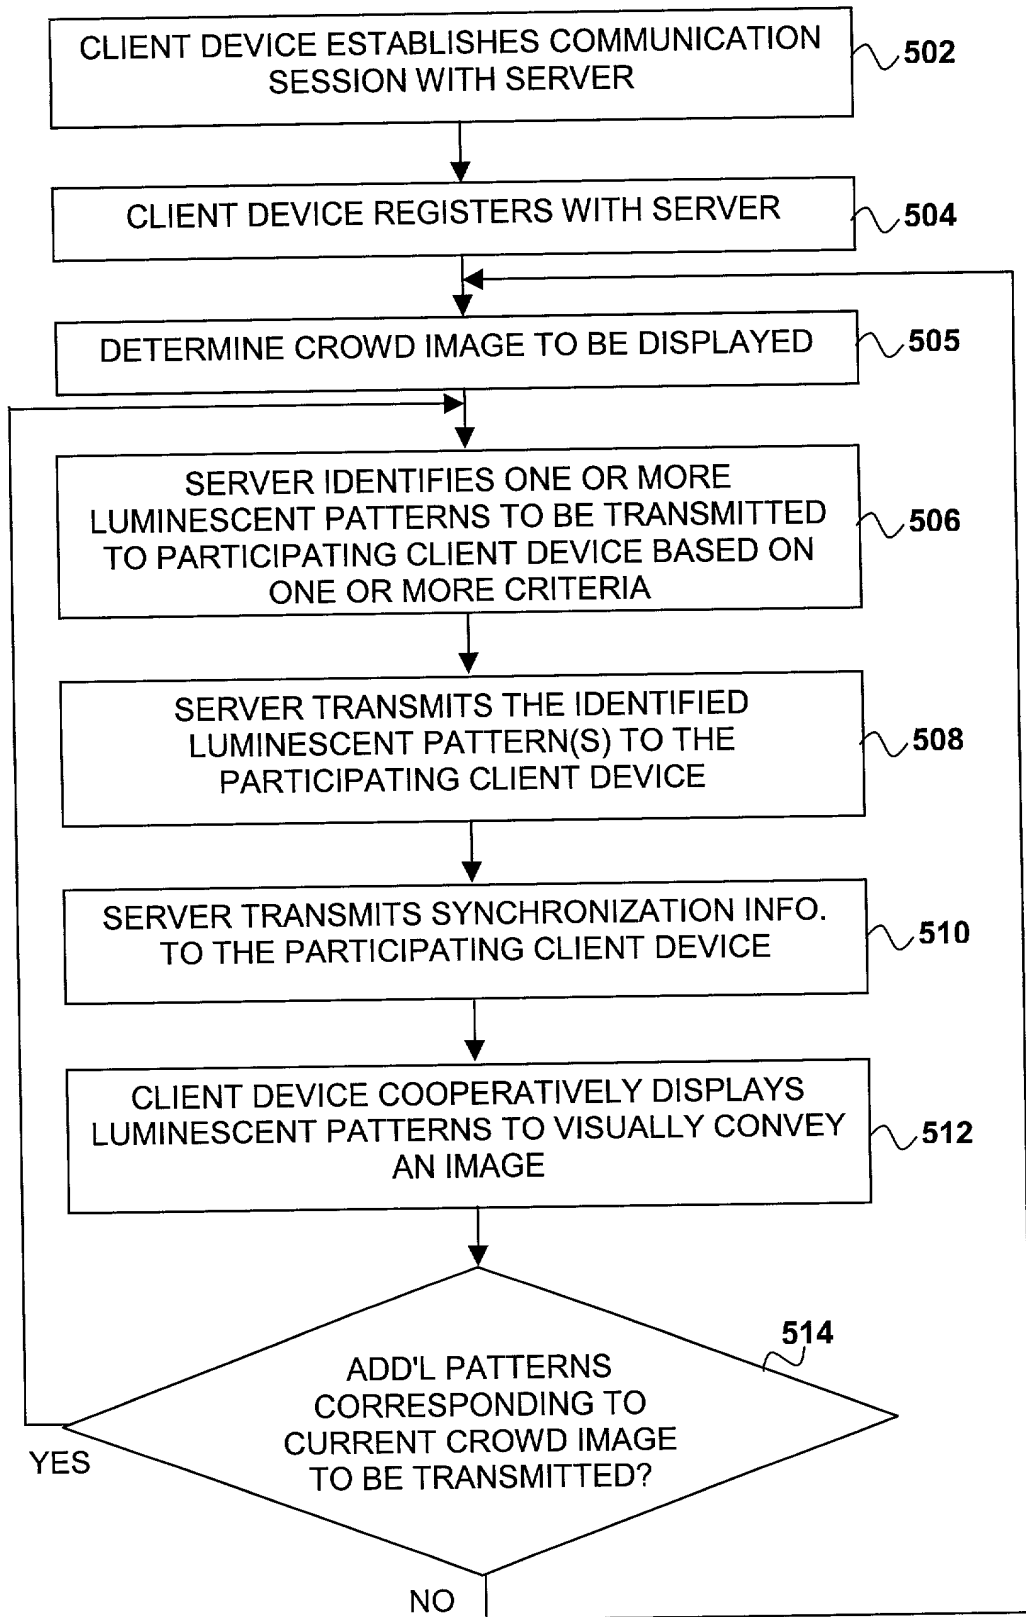 CLIENT DEVICE ESTABLISHES COMMUNICATION
SESSION WITH SERVER
502
CLIENT DEVICE REGISTERS WITH SERVER
504
DETERMINE CROWD IMAGE TO BE DISPLAYED
505
SERVER IDENTIFIES ONE OR MORE
LUMINESCENT PATTERNS TO BE TRANSMITTED
TO PARTICIPATING CLIENT DEVICE BASED ON
ONE OR MORE CRITERIA
506
SERVER TRANSMITS THE IDENTIFIED
LUMINESCENT PATTERN(S) TO THE
PARTICIPATING CLIENT DEVICE
508
SERVER TRANSMITS SYNCHRONIZATION INFO.
TO THE PARTICIPATING CLIENT DEVICE
510
CLIENT DEVICE COOPERATIVELY DISPLAYS
LUMINESCENT PATTERNS TO VISUALLY CONVEY
AN IMAGE
512
514
ADD'L PATTERNS
CORRESPONDING TO
CURRENT CROWD IMAGE
TO BE TRANSMITTED?
YES
NO